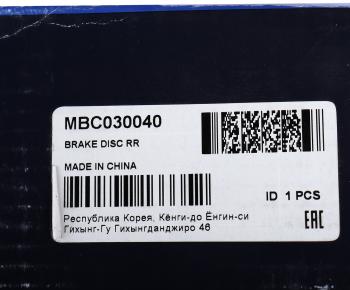 MBC030040
BRAKE DISC RR
MADE IN CHINA
ID 1 PCS
Республика Корея, Кёнги-до Ёнгин-си
Гихынг-Гу Гихынгданджиро 46
EAC